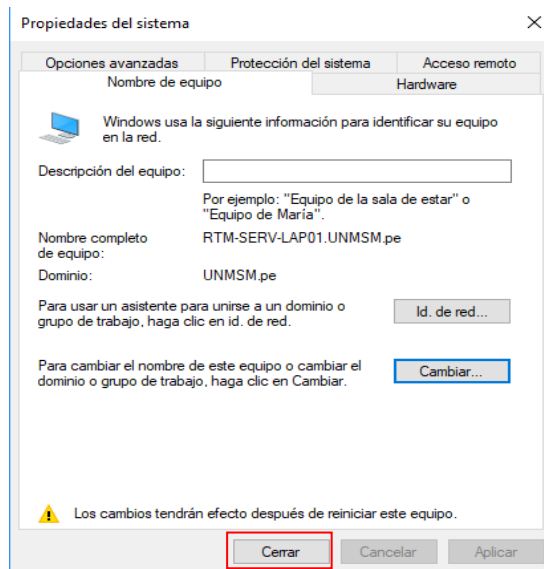 Propiedades del sistema
Opciones avanzadas Protección del sistema Acceso remoto
Nombre de equipo Hardware
Windows usa la siguiente información para identificar su equipo
en la red.
Descripción del equipo:
Por ejemplo: "Equipo de la sala de estar" o
"Equipo de María".
Nombre completo RTM-SERV-LAP01.UNMSM.pe
de equipo:
Dominio: UNMSM.pe
Para usar un asistente para unirse a un dominio o
grupo de trabajo, haga clic en id. de red.
Id. de red...
Para cambiar el nombre de este equipo o cambiar el
dominio o grupo de trabajo, haga clic en Cambiar.
Cambiar...
Los cambios tendrán efecto después de reiniciar este equipo.
Cerrar Cancelar Aplicar